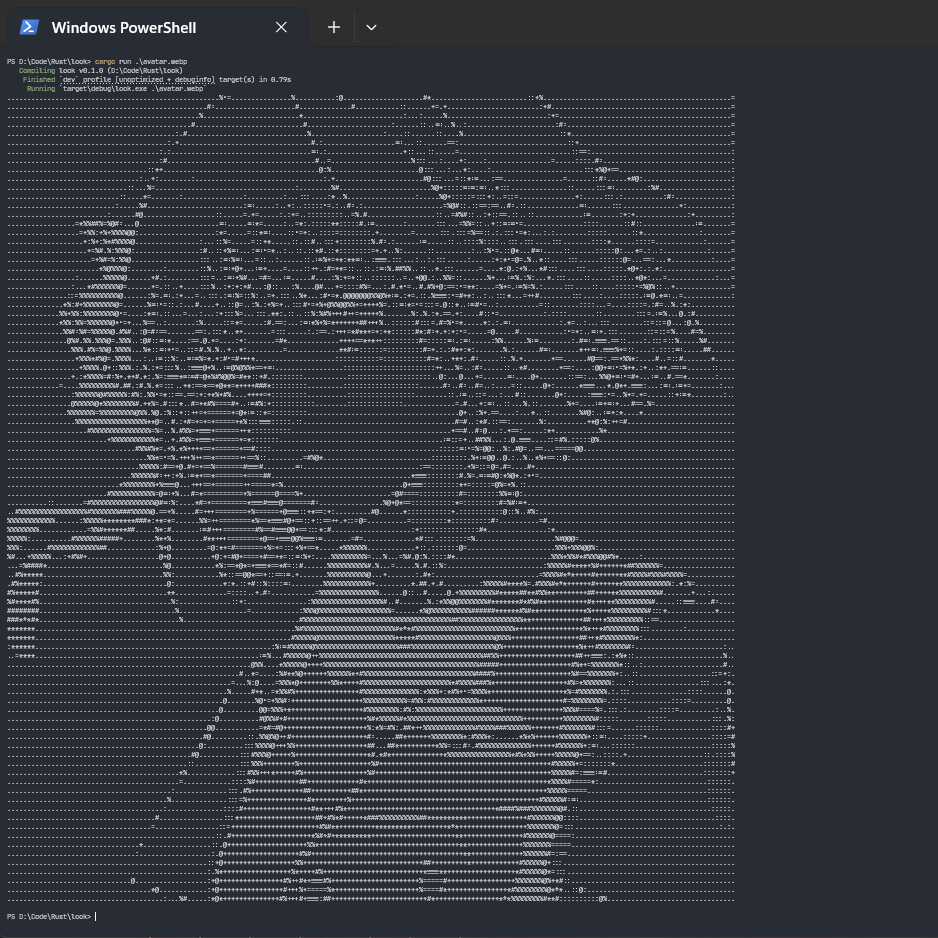 Windows PowerShell
PS D:\Code\Rust\look> cargo run .\avatar.webp
Compiling look v0.1.0 (D:\Code\Rust\look)
Finished `dev` profile [unoptimized + debuginfo] target(s) in 0.79s
Running `target\debug\look.exe .\avatar.webp`
PS D:\Code\Rust\look>